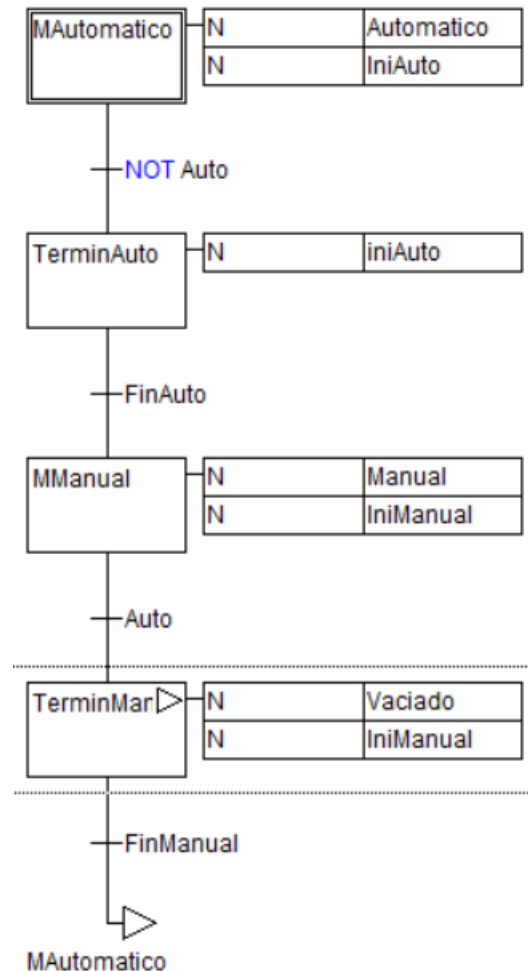 MAutomatico N Automatico
N IniAuto
NOT Auto
TerminAuto N iniAuto
FinAuto
MManual N Manual
N IniManual
Auto
TerminMar N Vaciado
N IniManual
FinManual
MAutomatico